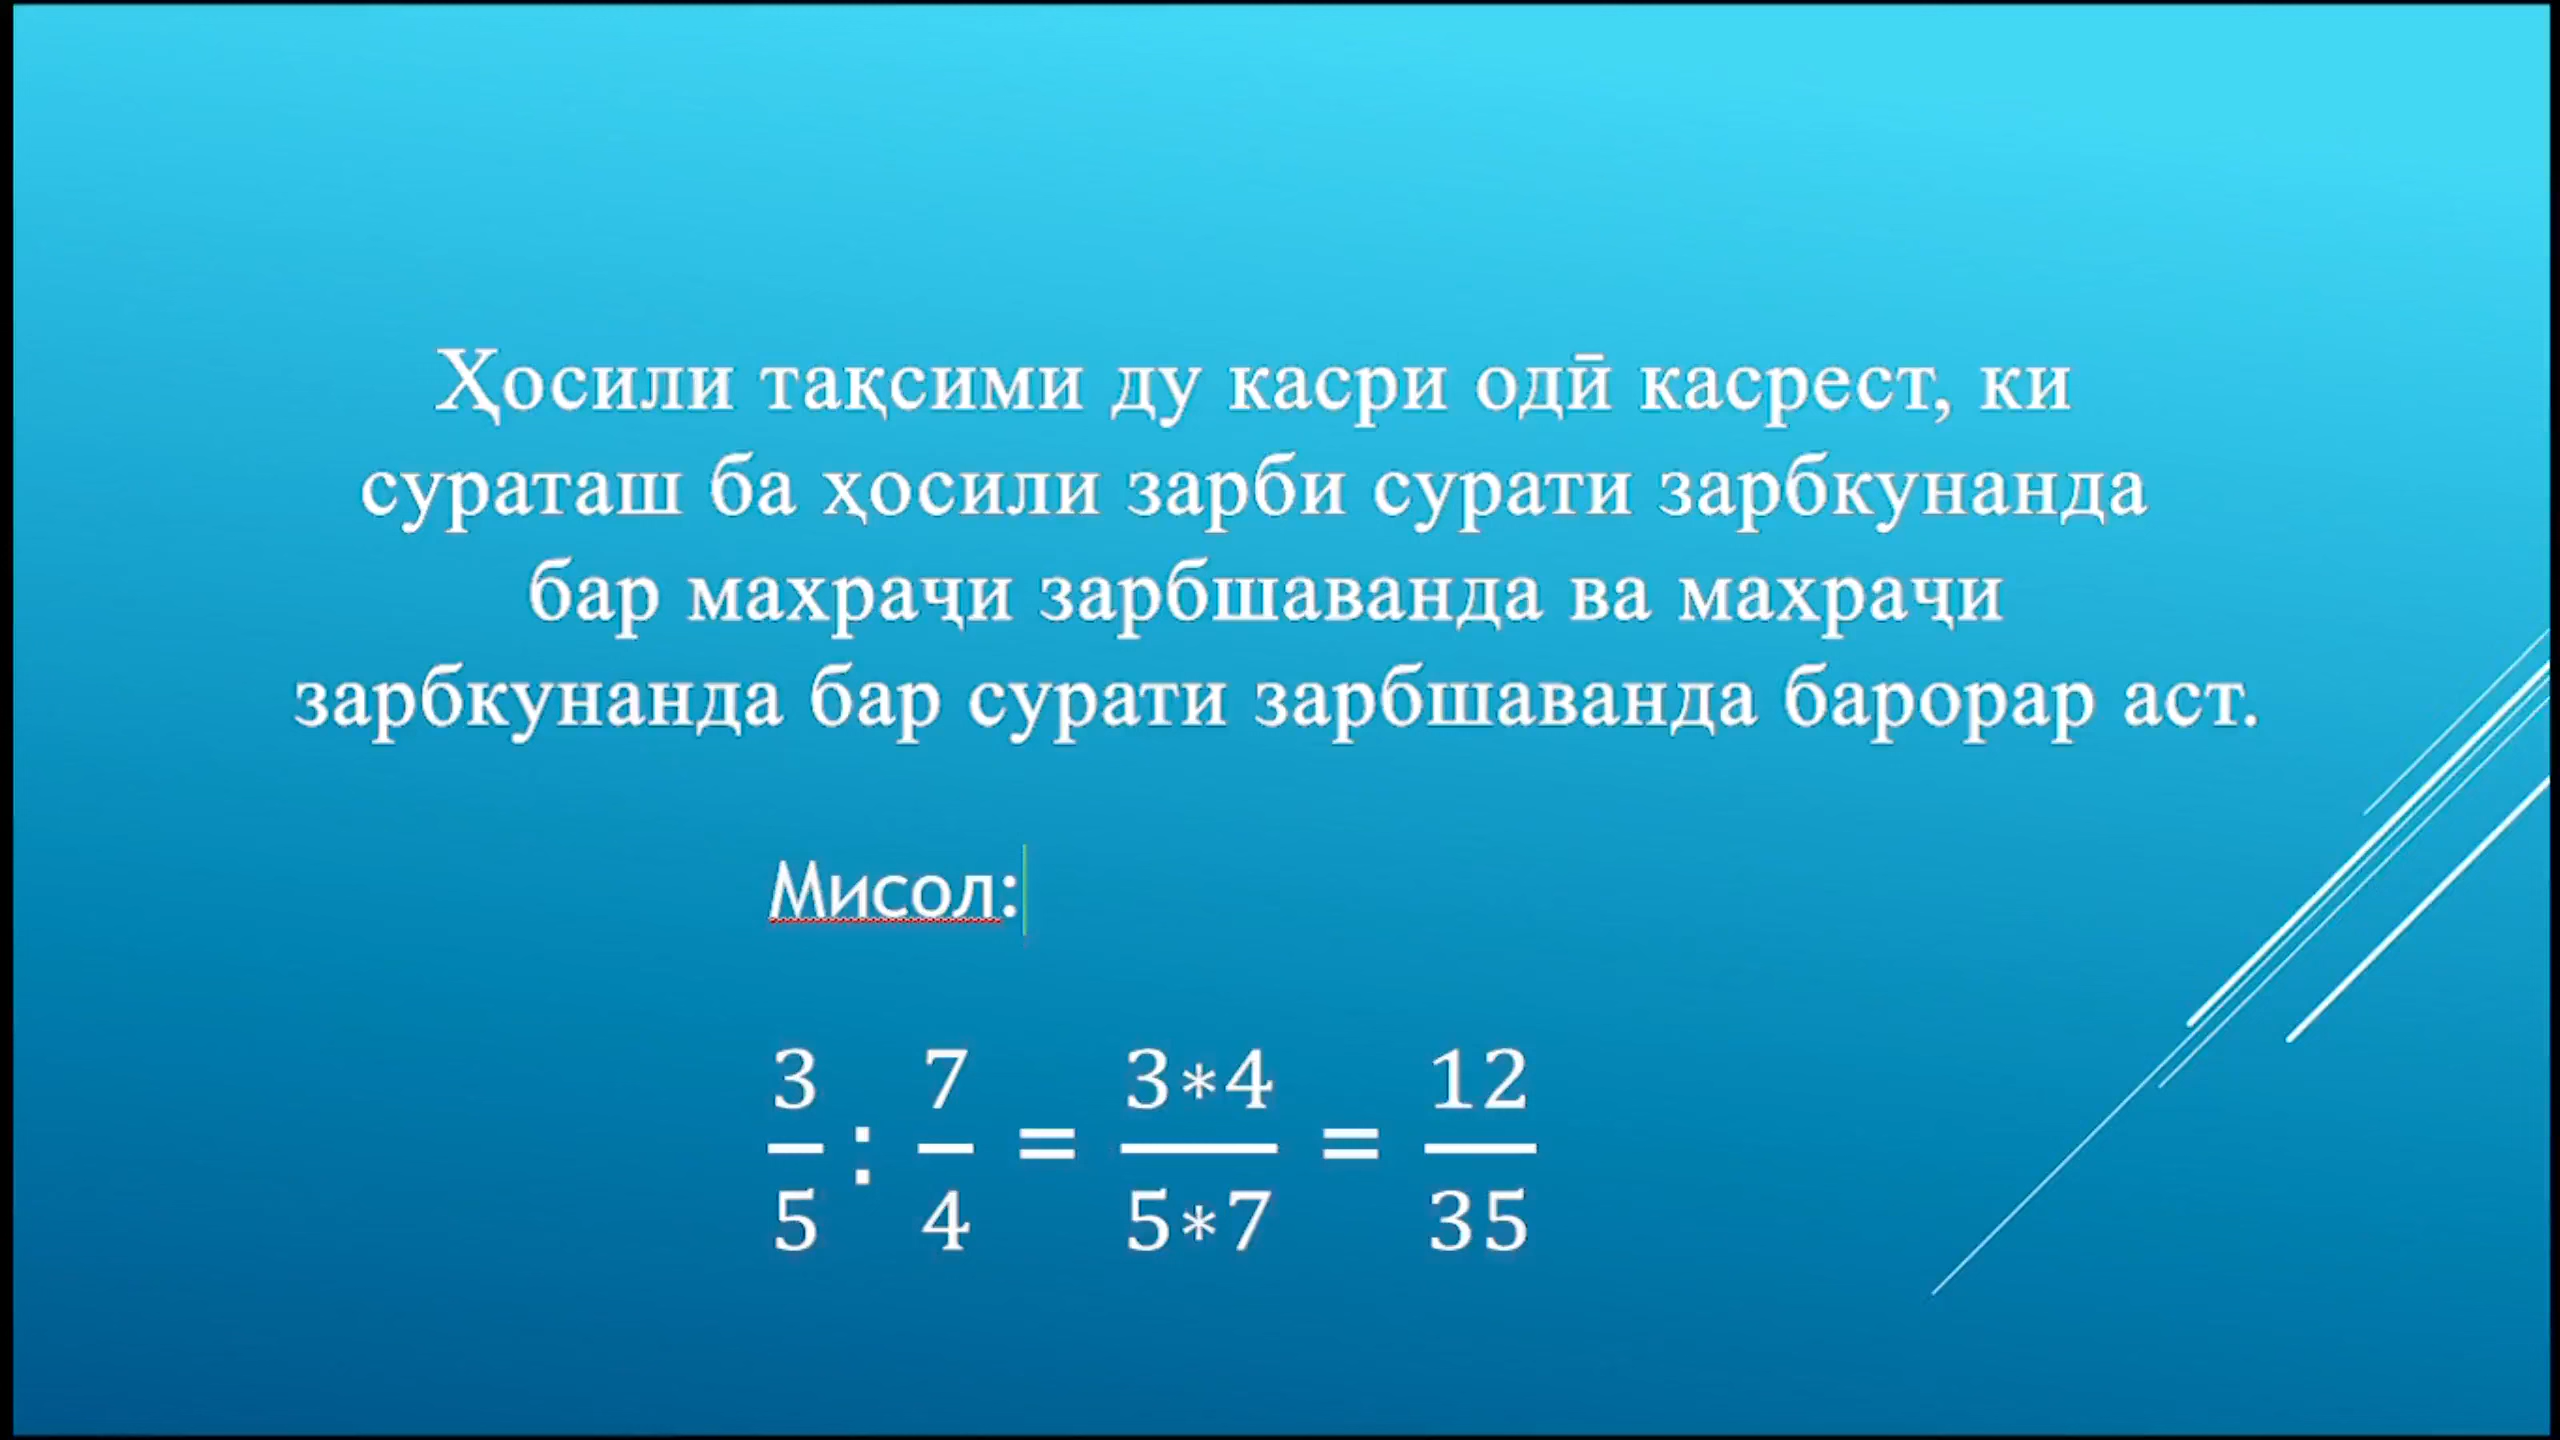 Ҳосили тақсими ду касри одӣ касрест, ки
сураташ ба ҳосили зарби сурати зарбкунанда
бар махраҷи зарбшаванда ва махраҷи
зарбкунанда бар сурати зарбшаванда барорар аст.
Мисол:
3/5 : 7/4 = 3*4/5*7 = 12/35